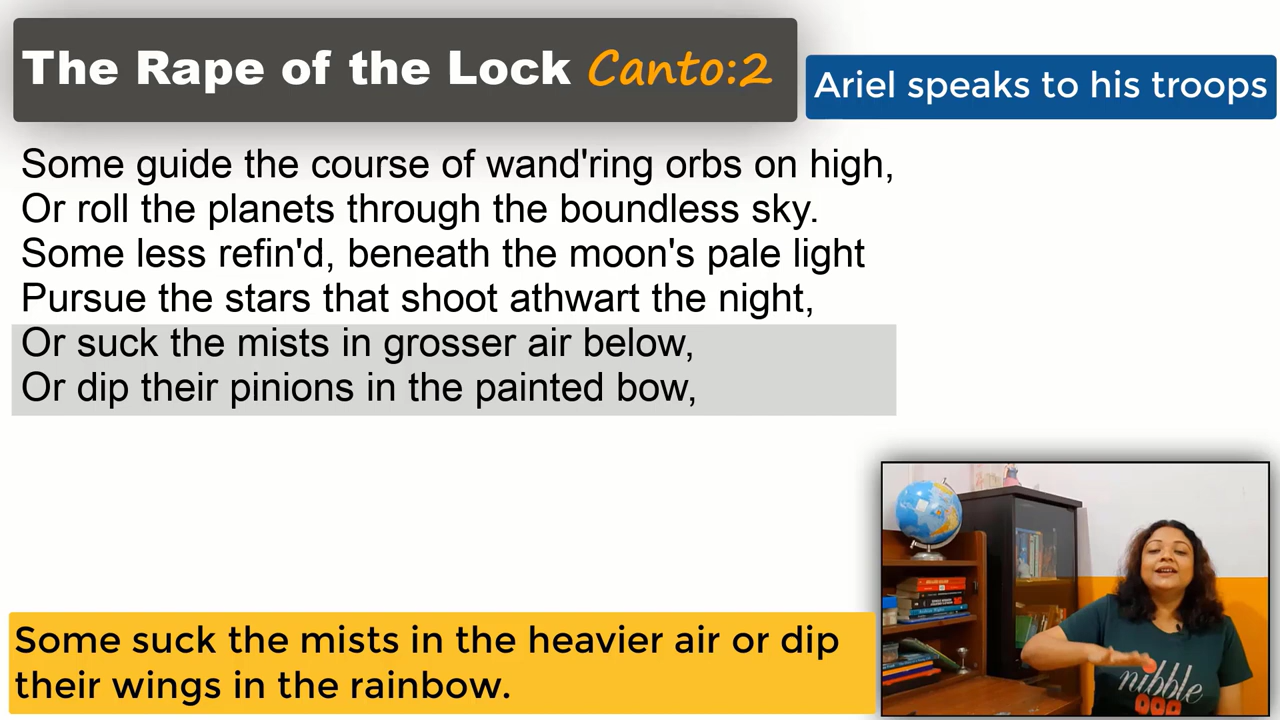 The Rape of the Lock Canto:2
Ariel speaks to his troops
Some guide the course of wand'ring orbs on high,
Or roll the planets through the boundless sky.
Some less refin'd, beneath the moon's pale light
Pursue the stars that shoot athwart the night,
Or suck the mists in grosser air below,
Or dip their pinions in the painted bow,
Some suck the mists in the heavier air or dip
their wings in the rainbow.
nibble